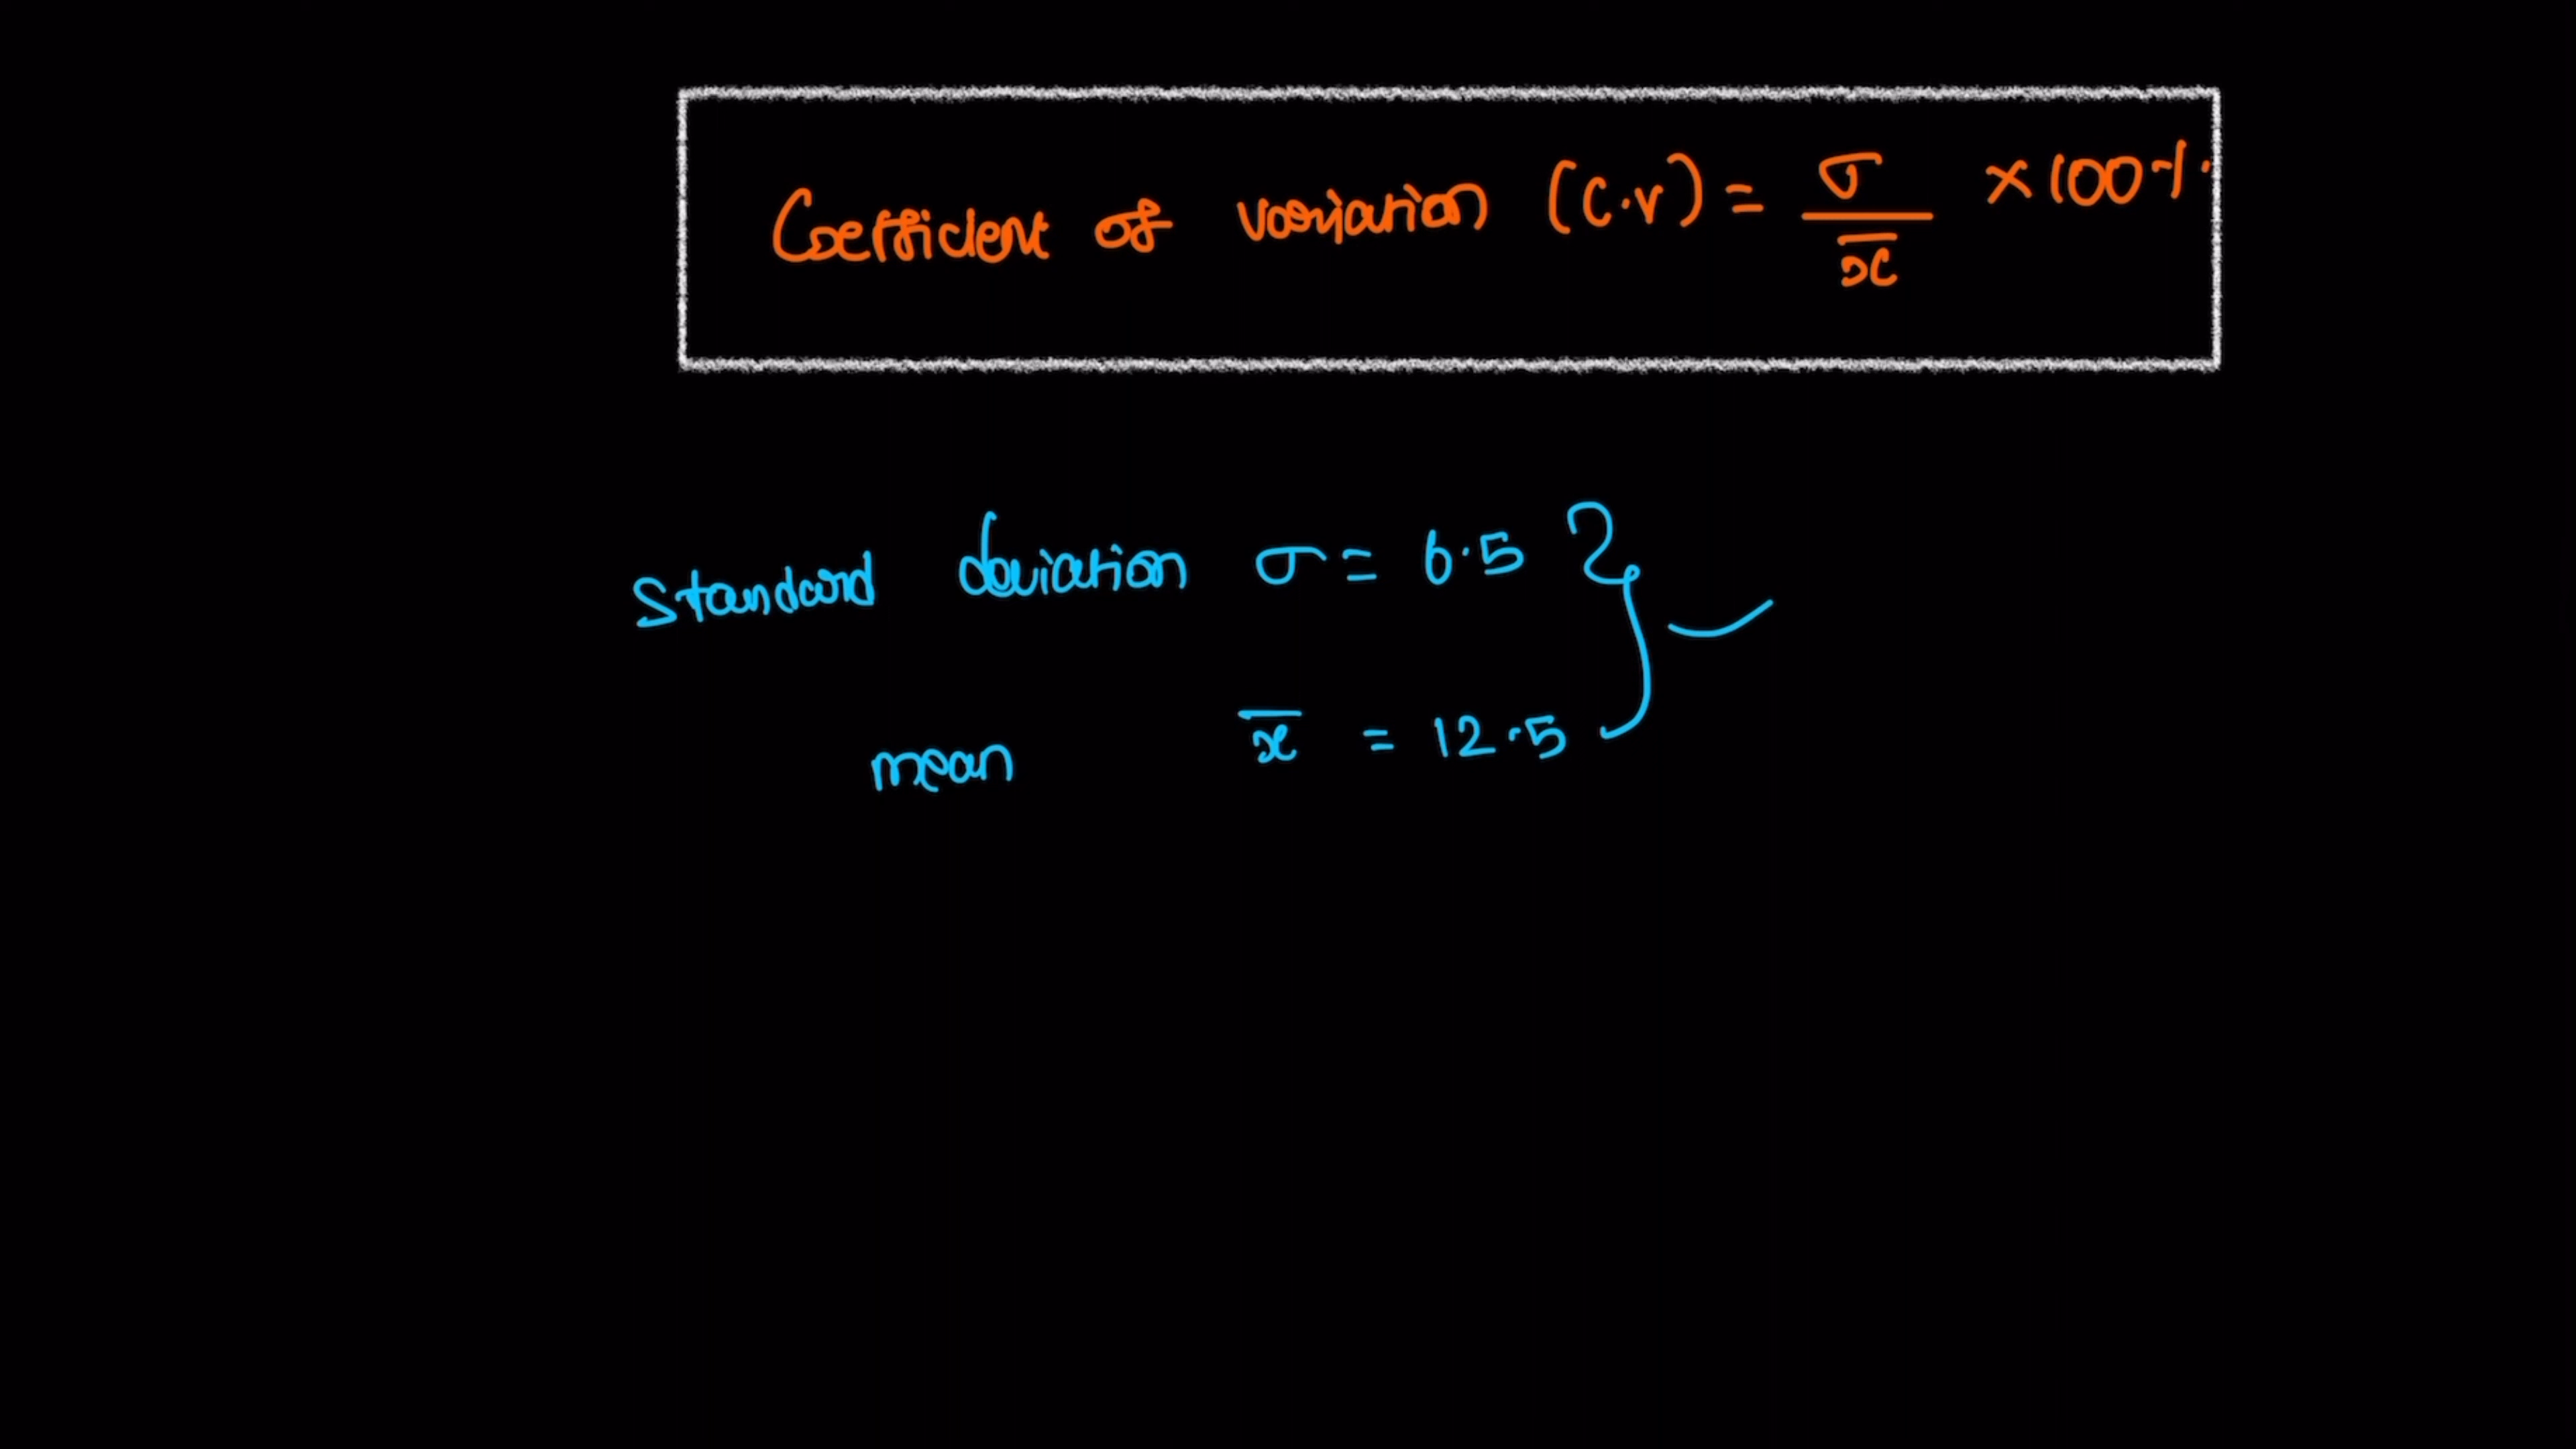 Coefficient of variation (C.V) = σ / x̄ × 100%
Standard deviation σ = 6.5
mean x̄ = 12.5